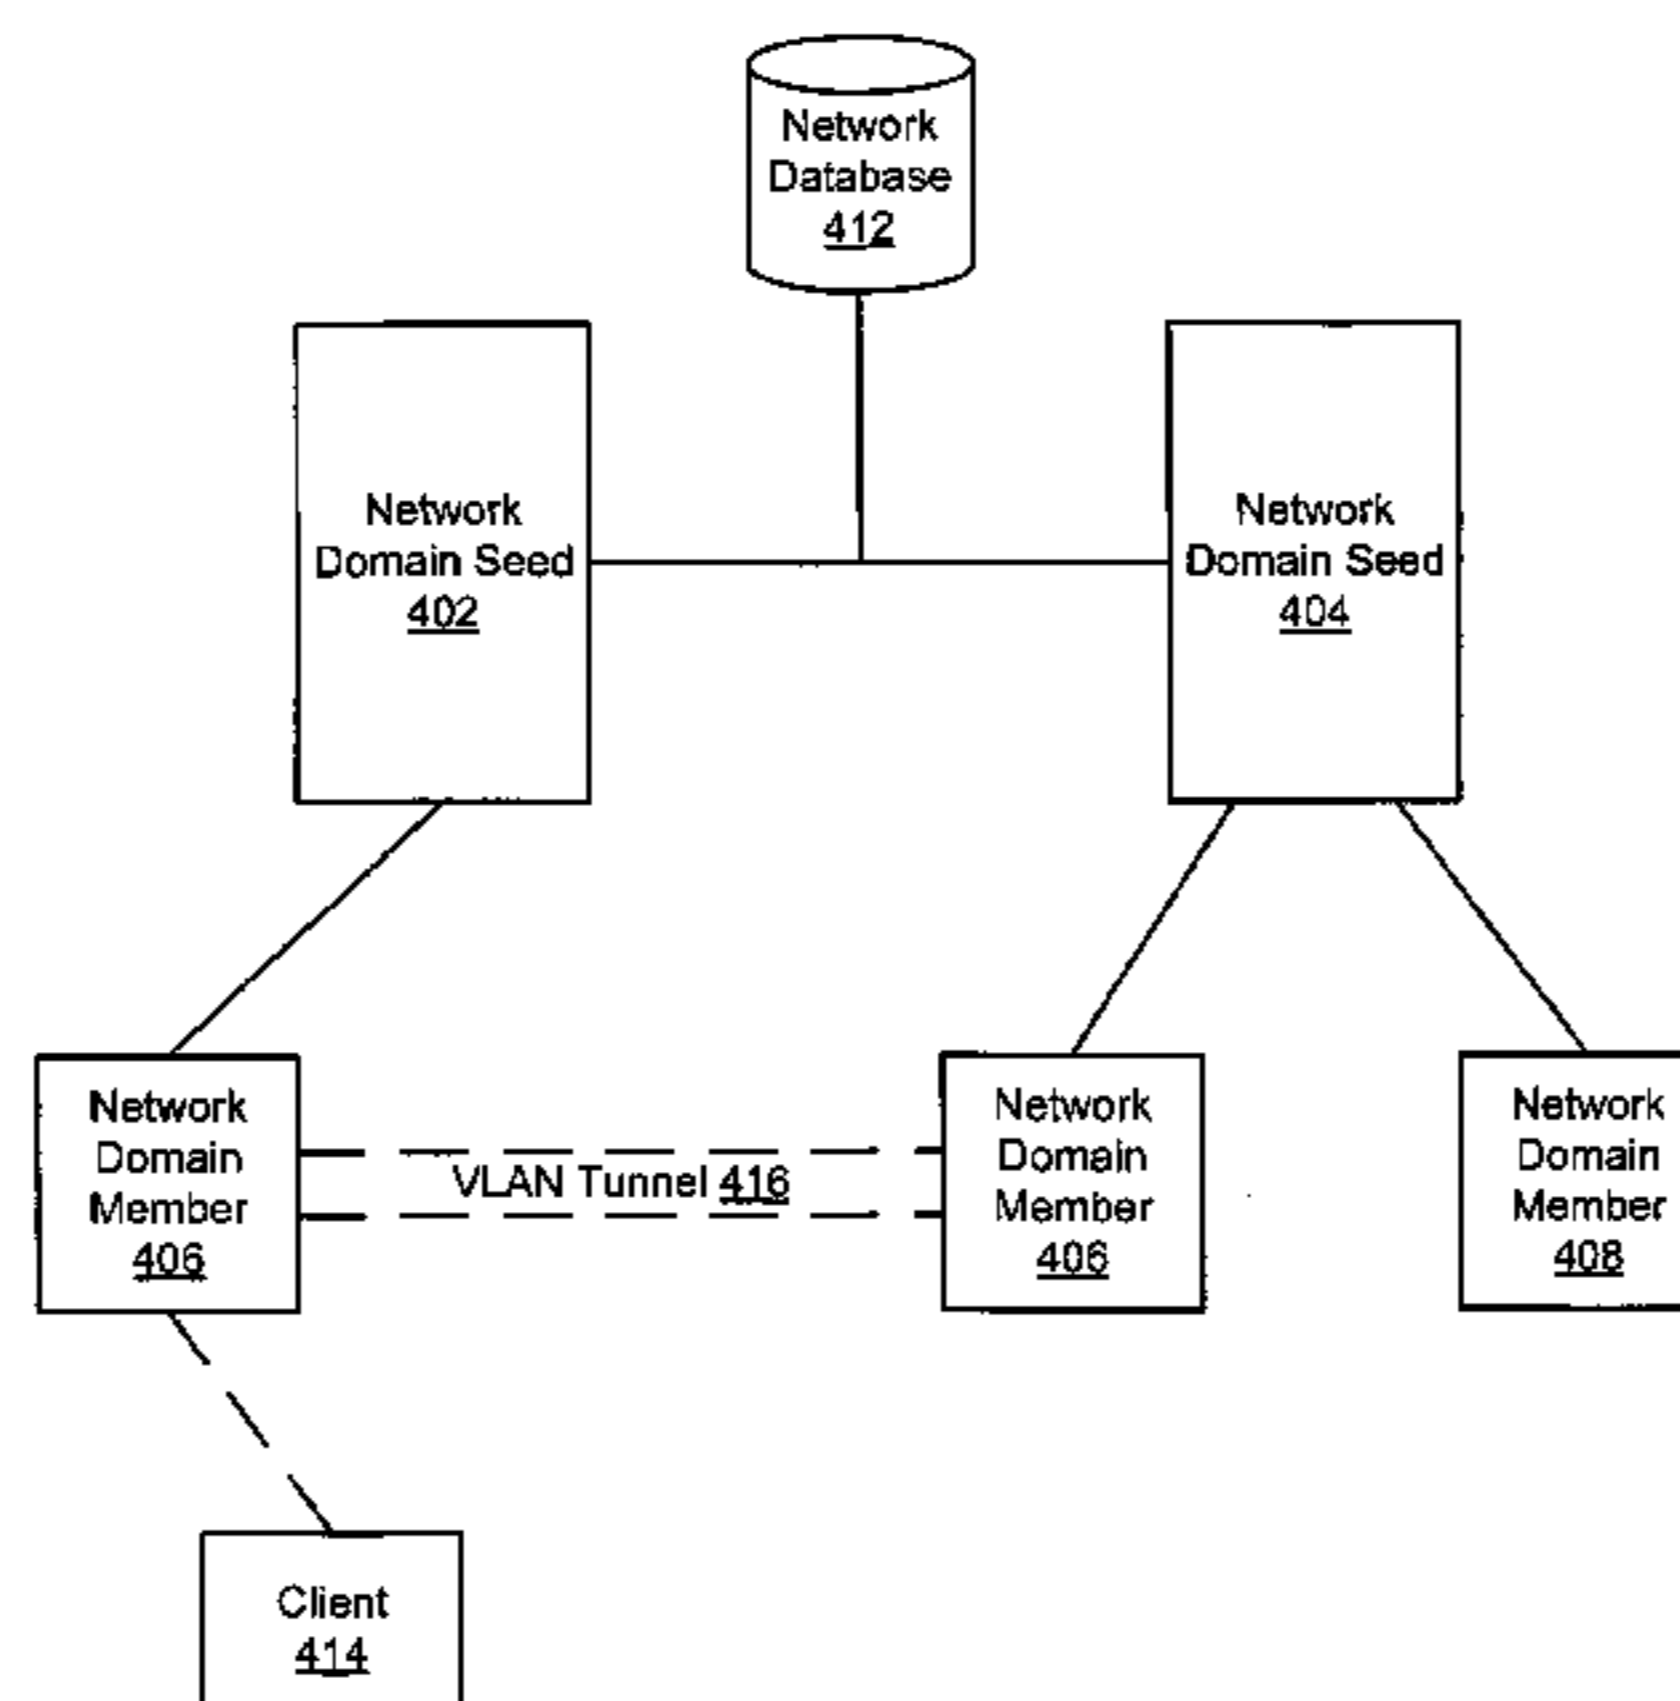 Network
Database
412
Network
Domain Seed
402
Network
Domain Seed
404
Network
Domain
Member
406
VLAN Tunnel 416
Network
Domain
Member
406
Network
Domain
Member
408
Client
414